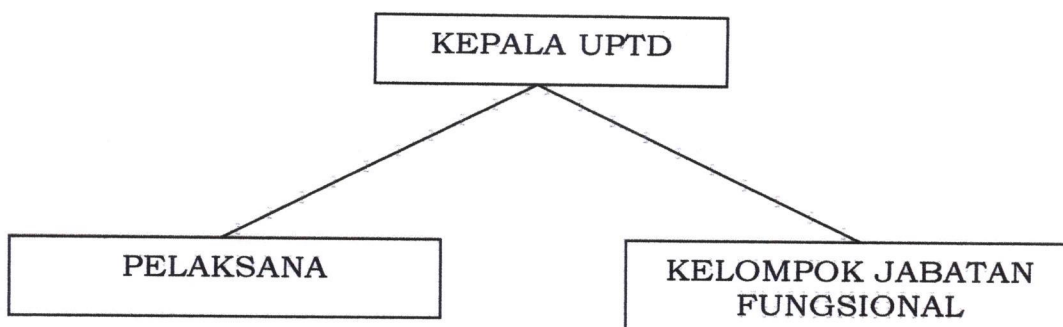 KEPALA UPTD
PELAKSANA
KELOMPOK JABATAN
FUNGSIONAL